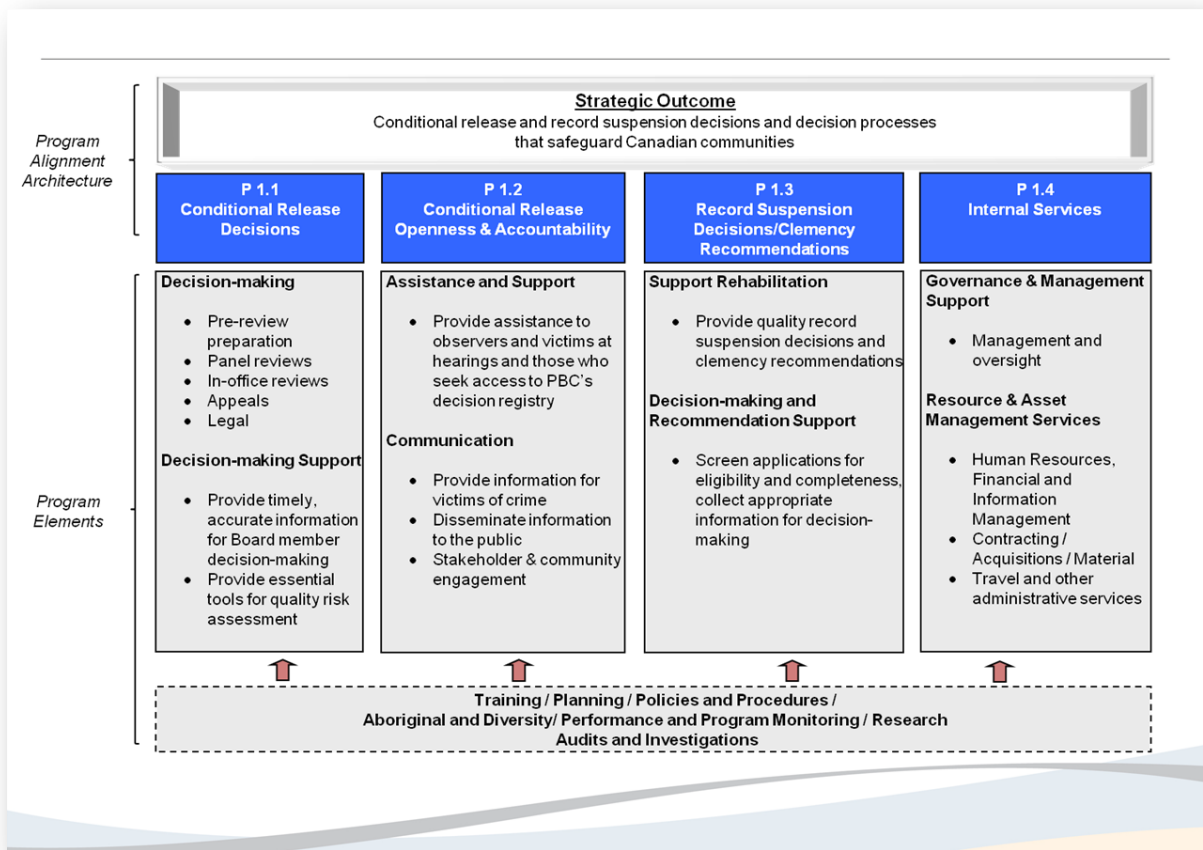 Strategic Outcome
Conditional release and record suspension decisions and decision processes
that safeguard Canadian communities
Program
Alignment
Architecture
P 1.1
Conditional Release
Decisions
P 1.2
Conditional Release
Openness & Accountability
P 1.3
Record Suspension
Decisions/Clemency
Recommendations
P 1.4
Internal Services
Program
Elements
Decision-making
• Pre-review
preparation
• Panel reviews
• In-office reviews
• Appeals
• Legal
Decision-making Support
• Provide timely,
accurate information
for Board member
decision-making
• Provide essential
tools for quality risk
assessment
Assistance and Support
• Provide assistance to
observers and victims at
hearings and those who
seek access to PBC's
decision registry
Communication
• Provide information for
victims of crime
• Disseminate information
to the public
• Stakeholder & community
engagement
Support Rehabilitation
• Provide quality record
suspension decisions and
clemency recommendations
Decision-making and
Recommendation Support
• Screen applications for
eligibility and completeness,
collect appropriate
information for decision-
making
Governance & Management
Support
• Management and
oversight
Resource & Asset
Management Services
• Human Resources,
Financial and
Information
Management
• Contracting /
Acquisitions / Material
• Travel and other
administrative services
Training / Planning / Policies and Procedures /
Aboriginal and Diversity/ Performance and Program Monitoring / Research
Audits and Investigations